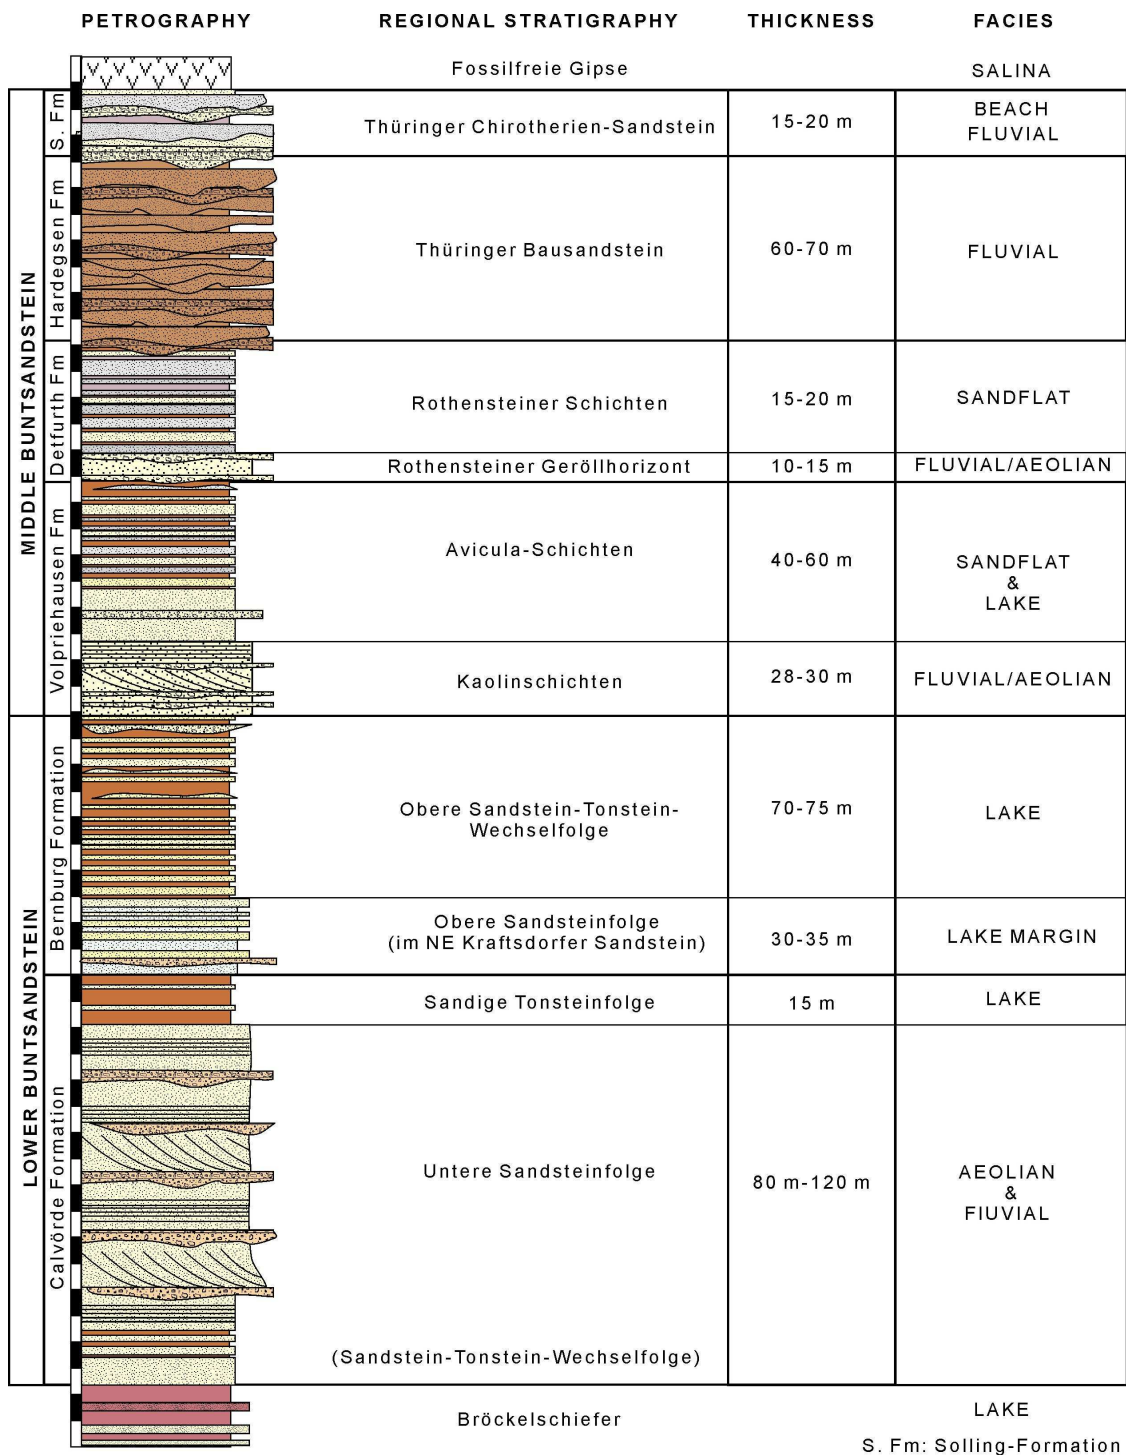 PETROGRAPHY REGIONAL STRATIGRAPHY THICKNESS FACIES
Fossilfreie Gipse SALINA
MIDDLE BUNTSANDSTEIN
S. Fm
Thüringer Chirotherien-Sandstein 15-20 m BEACH
FLUVIAL
Hardegsen Fm
Thüringer Bausandstein 60-70 m FLUVIAL
Detfurth Fm
Rothensteiner Schichten 15-20 m SANDFLAT
Rothensteiner Geröllhorizont 10-15 m FLUVIAL/AEOLIAN
Volpriehausen Fm
Avicula-Schichten 40-60 m SANDFLAT
&
LAKE
Kaolinschichten 28-30 m FLUVIAL/AEOLIAN
LOWER BUNTSANDSTEIN
Bernburg Formation
Obere Sandstein-Tonstein-
Wechselfolge 70-75 m LAKE
Obere Sandsteinfolge
(im NE Kraftsdorfer Sandstein) 30-35 m LAKE MARGIN
Calvörde Formation
Sandige Tonsteinfolge 15 m LAKE
Untere Sandsteinfolge 80 m-120 m AEOLIAN
&
FIUVIAL
(Sandstein-Tonstein-Wechselfolge)
Bröckelschiefer LAKE
S. Fm: Solling-Formation